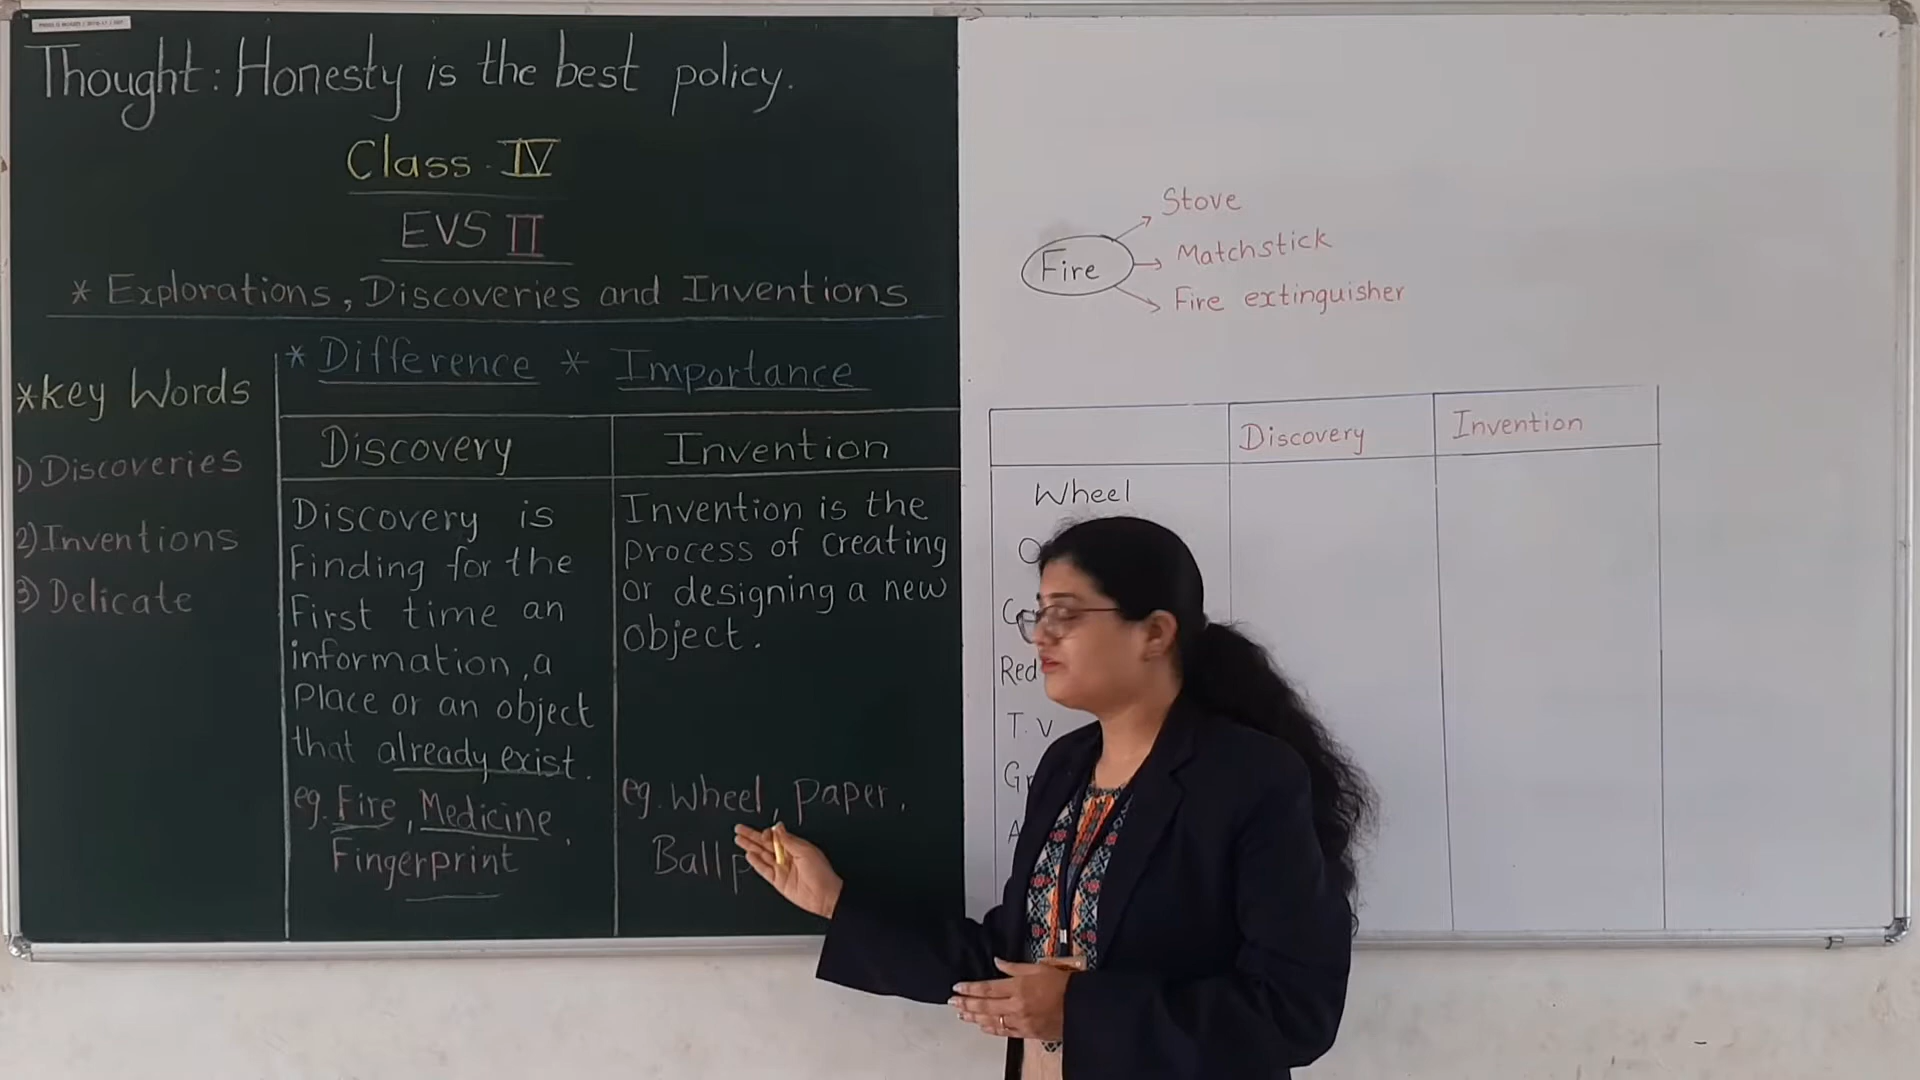 Thought: Honesty is the best policy.
Class IV
EVS II
* Explorations, Discoveries and Inventions
* Key Words
1) Discoveries
2) Inventions
3) Delicate
* Difference * Importance
Discovery
Discovery is
finding for the
first time an
information, a
place or an object
that already exist.
eg. Fire, Medicine,
Fingerprint
Invention
Invention is the
process of creating
or designing a new
object.
eg. wheel, paper,
Ball
Fire
Stove
Matchstick
Fire extinguisher
Discovery Invention
Wheel
Red
T.V